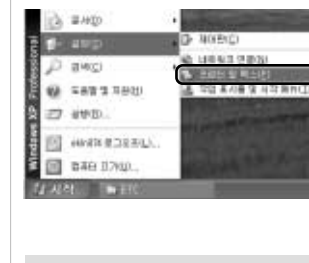 문서(D)
설정(S)
제어판(C)
네트워크 연결(N)
프린터 및 팩스(P)
작업 표시줄 및 시작 메뉴(T)
검색(C)
도움말 및 지원(H)
실행(R)...
로그오프(L)...
컴퓨터 끄기(U)...
Windows XP Professional
시작
ETC